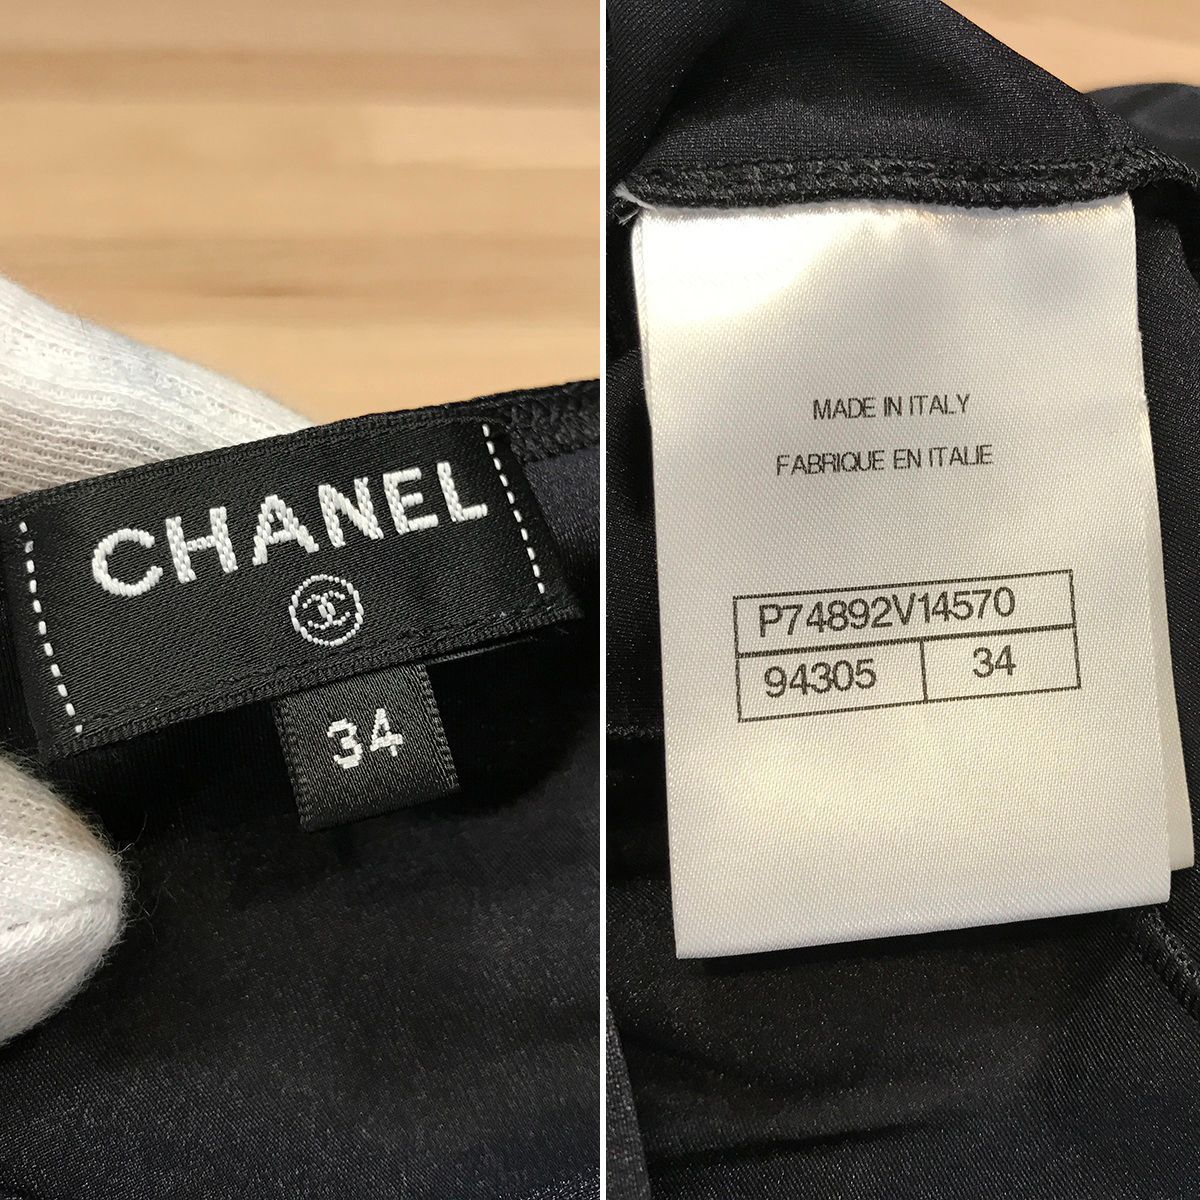 CHANEL
34
MADE IN ITALY
FABRIQUE EN ITALIE
P74892V14570
94305 34